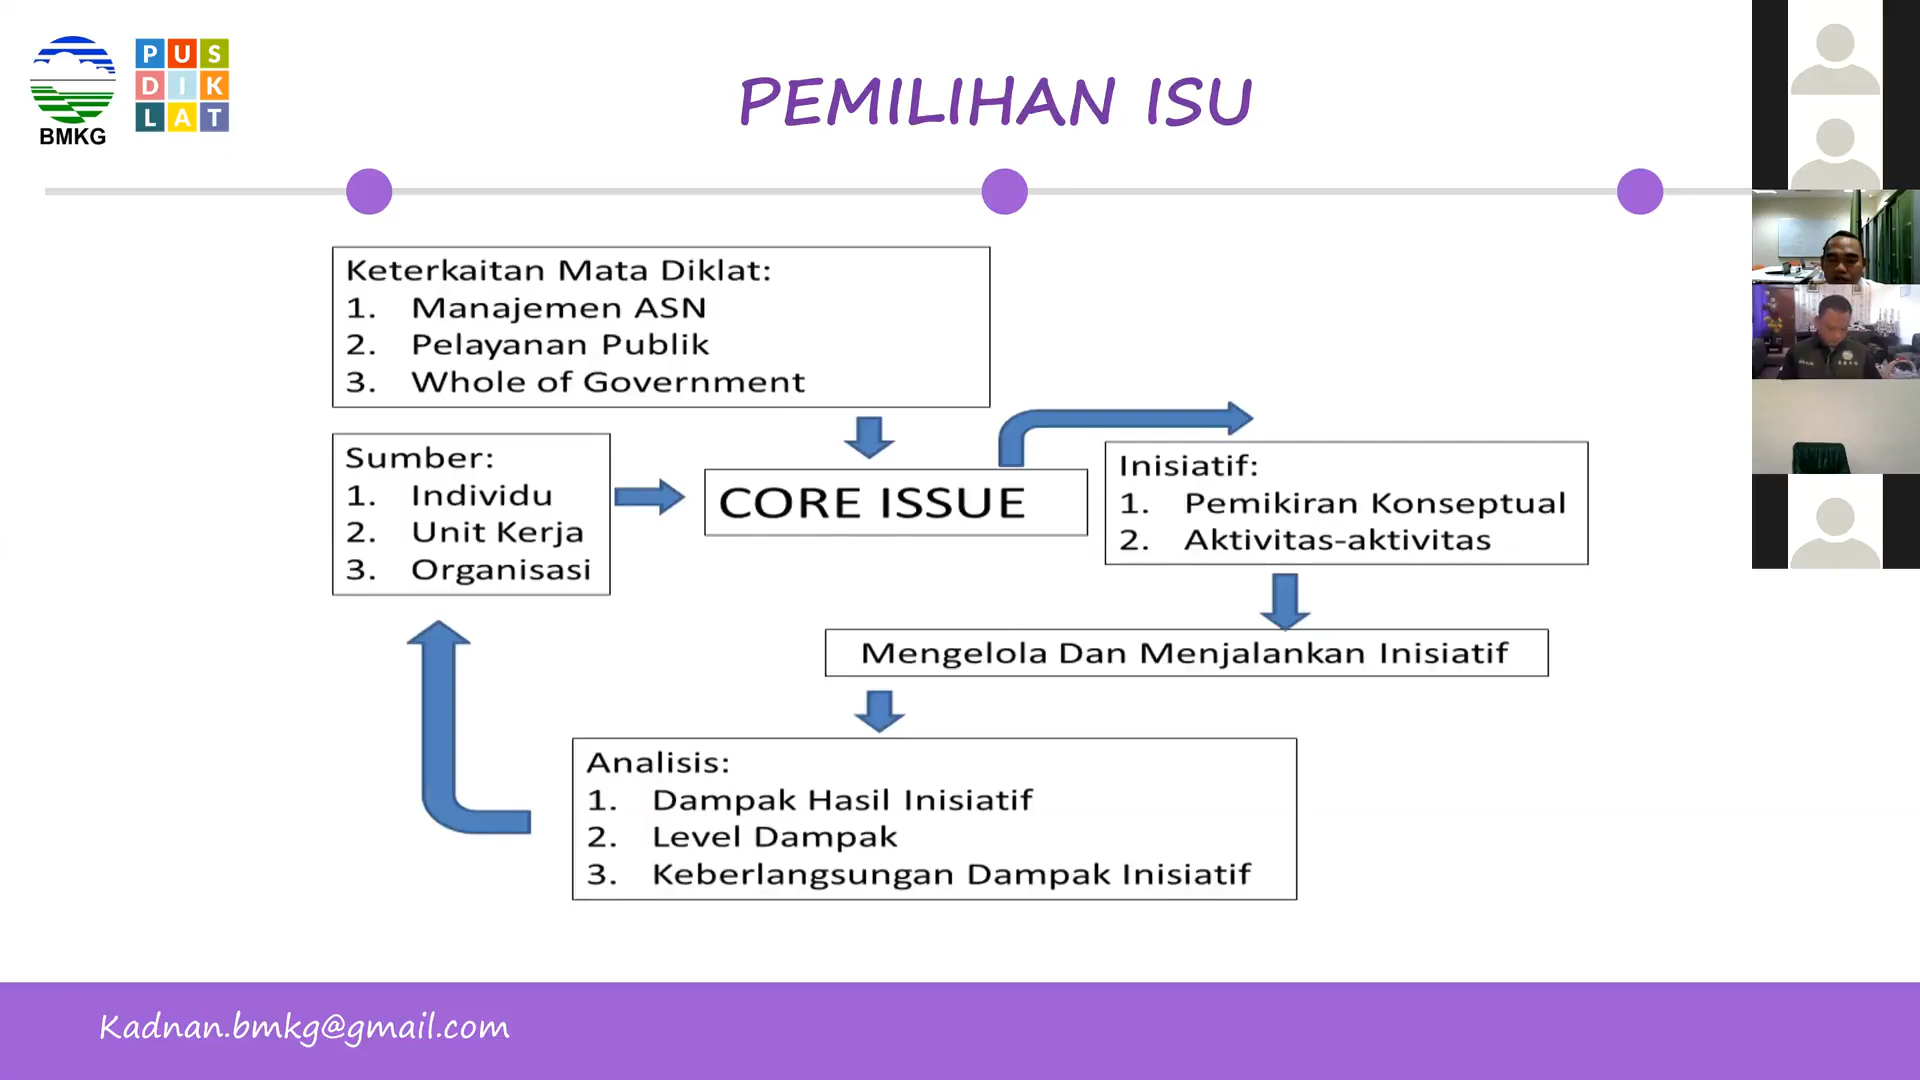 BMKG
PUS
DIK
LAT
PEMILIHAN ISU
Keterkaitan Mata Diklat:
1. Manajemen ASN
2. Pelayanan Publik
3. Whole of Government
Sumber:
1. Individu
2. Unit Kerja
3. Organisasi
CORE ISSUE
Inisiatif:
1. Pemikiran Konseptual
2. Aktivitas-aktivitas
Mengelola Dan Menjalankan Inisiatif
Analisis:
1. Dampak Hasil Inisiatif
2. Level Dampak
3. Keberlangsungan Dampak Inisiatif
Kadnan.bmkg@gmail.com